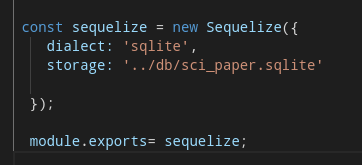 const sequelize = new Sequelize({
dialect: 'sqlite',
storage: '../db/sci_paper.sqlite'
});
module.exports= sequelize;